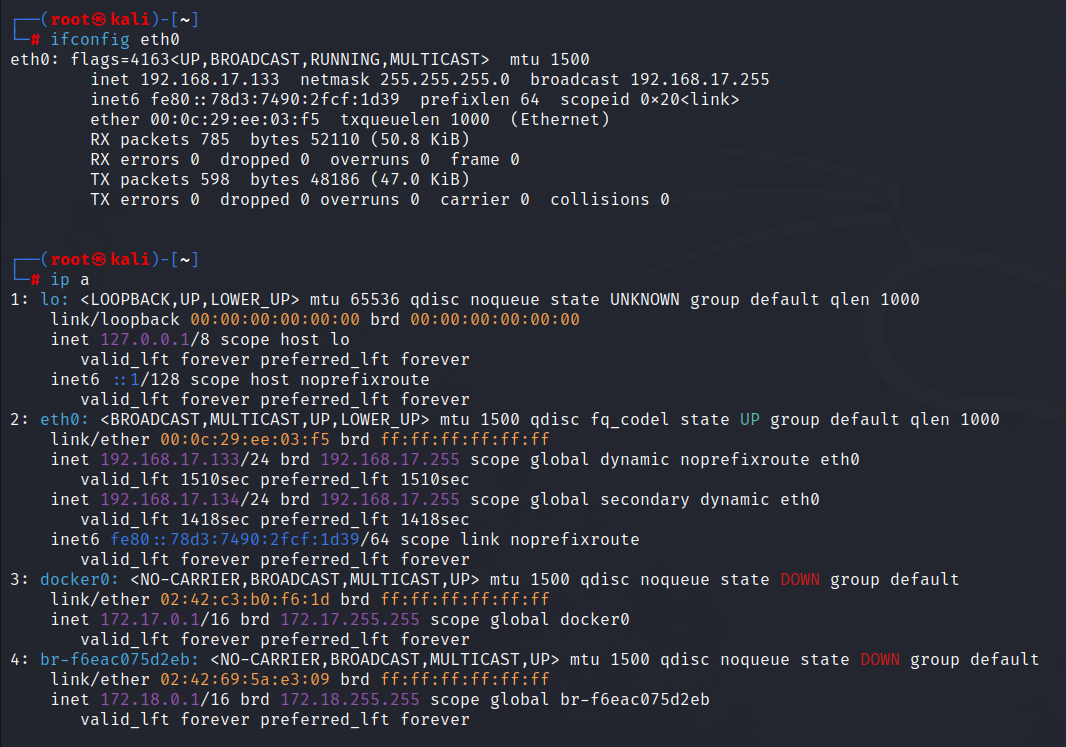 ┌──(root㉿kali)-[~]
└─# ifconfig eth0
eth0: flags=4163<UP,BROADCAST,RUNNING,MULTICAST>  mtu 1500
        inet 192.168.17.133  netmask 255.255.255.0  broadcast 192.168.17.255
        inet6 fe80::78d3:7490:2fcf:1d39  prefixlen 64  scopeid 0×20<link>
        ether 00:0c:29:ee:03:f5  txqueuelen 1000  (Ethernet)
        RX packets 785  bytes 52110 (50.8 KiB)
        RX errors 0  dropped 0  overruns 0  frame 0
        TX packets 598  bytes 48186 (47.0 KiB)
        TX errors 0  dropped 0 overruns 0  carrier 0  collisions 0
┌──(root㉿kali)-[~]
└─# ip a
1: lo: <LOOPBACK,UP,LOWER_UP> mtu 65536 qdisc noqueue state UNKNOWN group default qlen 1000
    link/loopback 00:00:00:00:00:00 brd 00:00:00:00:00:00
    inet 127.0.0.1/8 scope host lo
       valid_lft forever preferred_lft forever
    inet6 ::1/128 scope host noprefixroute
       valid_lft forever preferred_lft forever
2: eth0: <BROADCAST,MULTICAST,UP,LOWER_UP> mtu 1500 qdisc fq_codel state UP group default qlen 1000
    link/ether 00:0c:29:ee:03:f5 brd ff:ff:ff:ff:ff:ff
    inet 192.168.17.133/24 brd 192.168.17.255 scope global dynamic noprefixroute eth0
       valid_lft 1510sec preferred_lft 1510sec
    inet 192.168.17.134/24 brd 192.168.17.255 scope global secondary dynamic eth0
       valid_lft 1418sec preferred_lft 1418sec
    inet6 fe80::78d3:7490:2fcf:1d39/64 scope link noprefixroute
       valid_lft forever preferred_lft forever
3: docker0: <NO-CARRIER,BROADCAST,MULTICAST,UP> mtu 1500 qdisc noqueue state DOWN group default
    link/ether 02:42:c3:b0:f6:1d brd ff:ff:ff:ff:ff:ff
    inet 172.17.0.1/16 brd 172.17.255.255 scope global docker0
       valid_lft forever preferred_lft forever
4: br-f6eac075d2eb: <NO-CARRIER,BROADCAST,MULTICAST,UP> mtu 1500 qdisc noqueue state DOWN group default
    link/ether 02:42:69:5a:e3:09 brd ff:ff:ff:ff:ff:ff
    inet 172.18.0.1/16 brd 172.18.255.255 scope global br-f6eac075d2eb
       valid_lft forever preferred_lft forever